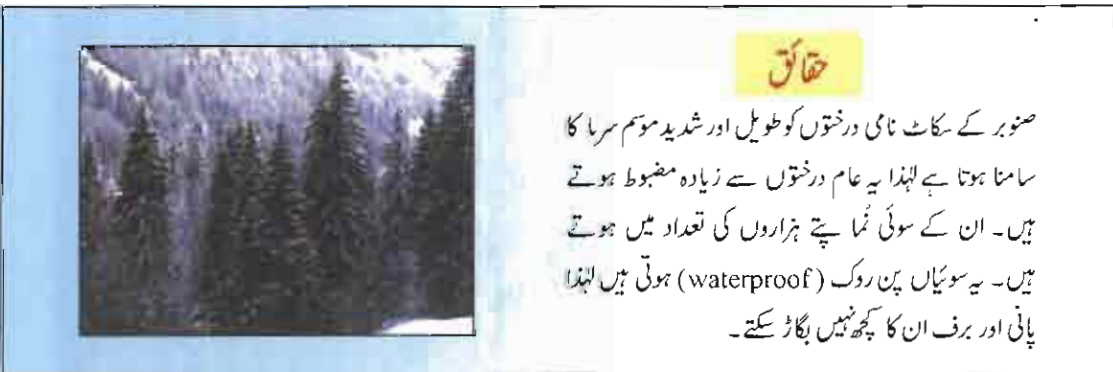 حقائق
صنوبر کے سکاٹ نامی درختوں کو طویل اور شدید موسم سرما کا
سامنا ہوتا ہے لہٰذا یہ عام درختوں سے زیادہ مضبوط ہوتے
ہیں۔ ان کے سوئی نُما پتے ہزاروں کی تعداد میں ہوتے
ہیں۔ یہ سوئیاں پن روک (waterproof) ہوتی ہیں لہٰذا
پانی اور برف ان کا کچھ نہیں بگاڑ سکتے۔